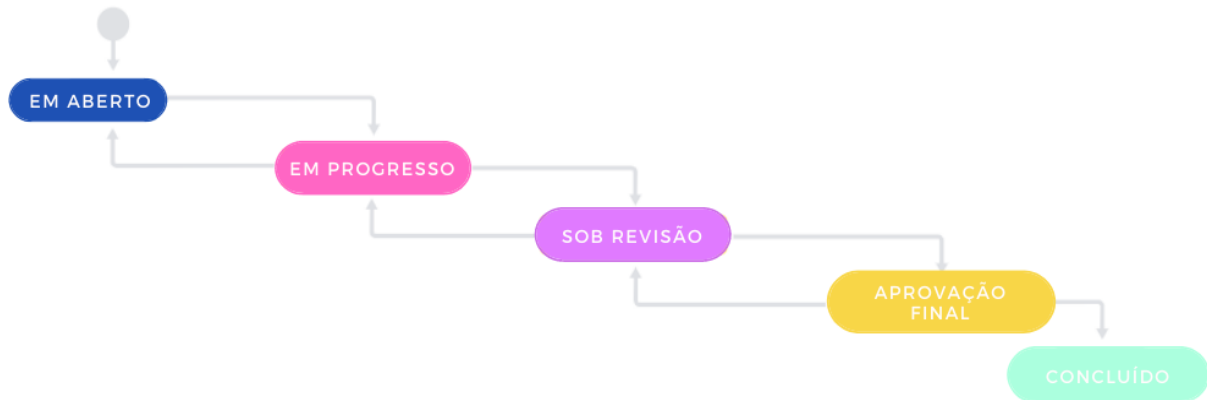 EM ABERTO
EM PROGRESSO
SOB REVISÃO
APROVAÇÃO
FINAL
CONCLUÍDO